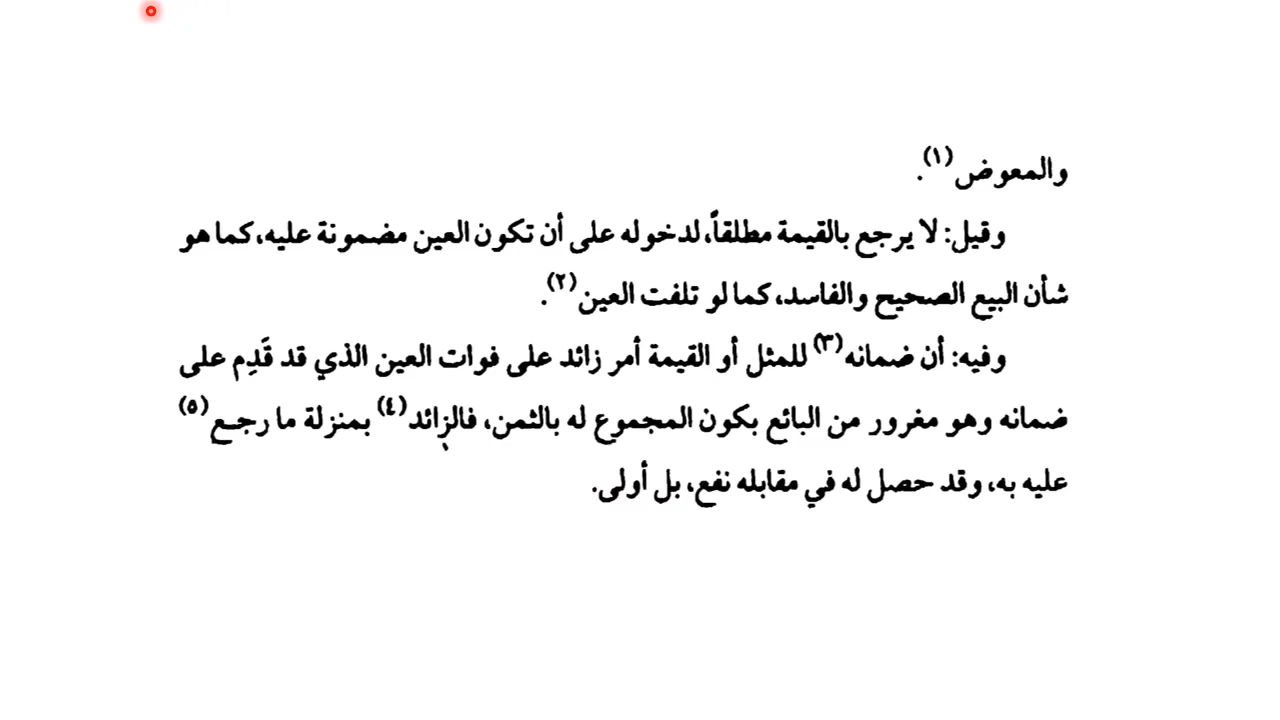 والمعوض(١).
وقيل: لا يرجع بالقيمة مطلقاً، لدخوله على أن تكون العين مضمونة عليه، كما هو
شأن البيع الصحيح والفاسد، كما لو تلفت العين(٢).
وفيه: أن ضمانه(٣) للمثل أو القيمة أمر زائد على فوات العين الذي قد قَدِم على
ضمانه وهو مغرور من البائع بكون المجموع له بالثمن، فالزائد(٤) بمنزلة ما رجع(٥)
عليه به، وقد حصل له في مقابله نفع، بل أولى.